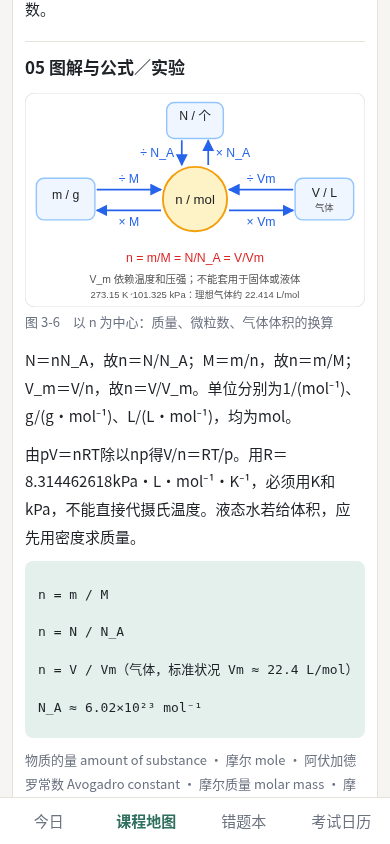 数。
05 图解与公式／实验
N / 个
÷ N_A
× N_A
m / g
÷ M
× M
n / mol
÷ Vm
× Vm
V / L
气体
n = m/M = N/N_A = V/Vm
V_m 依赖温度和压强；不能套用于固体或液体
273.15 K · 101.325 kPa：理想气体约 22.414 L/mol
图 3-6　以 n 为中心：质量、微粒数、气体体积的换算
N＝nN_A，故n＝N/N_A；M＝m/n，故n＝m/M；
V_m＝V/n，故n＝V/V_m。单位分别为1/(mol⁻¹)、
g/(g·mol⁻¹)、L/(L·mol⁻¹)，均为mol。
由pV＝nRT除以np得V/n＝RT/p。用R＝
8.314462618kPa·L·mol⁻¹·K⁻¹，必须用K和
kPa，不能直接代摄氏温度。液态水若给体积，应
先用密度求质量。
n = m / M
n = N / N_A
n = V / Vm（气体，标准状况 Vm ≈ 22.4 L/mol）
N_A ≈ 6.02×10²³ mol⁻¹
物质的量 amount of substance · 摩尔 mole · 阿伏加德
罗常数 Avogadro constant · 摩尔质量 molar mass · 摩
今日
课程地图
错题本
考试日历